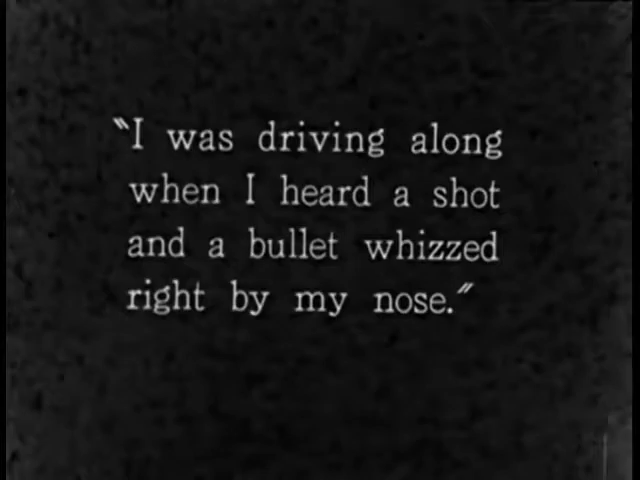 "I was driving along
when I heard a shot
and a bullet whizzed
right by my nose."